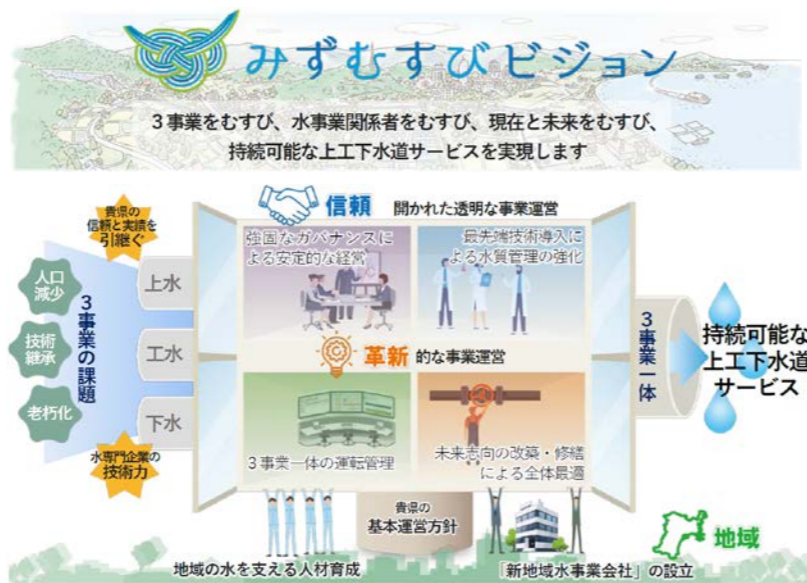 みずむすびビジョン
3事業をむすび、水事業関係者をむすび、現在と未来をむすび、
持続可能な上工下水道サービスを実現します
貴県の
信頼と実績を
引継ぐ
人口
減少
技術
継承
老朽化
3事業の課題
水専門企業の
技術力
上水
工水
下水
信頼 開かれた透明な事業運営
強固なガバナンスに
よる安定的な経営
最先端技術導入に
よる水質管理の強化
革新的な事業運営
3事業一体の運転管理
未来志向の改築・修繕
による全体最適
3事業一体
持続可能な
上工下水道
サービス
貴県の
基本運営方針
地域の水を支える人材育成
「新地域水事業会社」の設立
地域